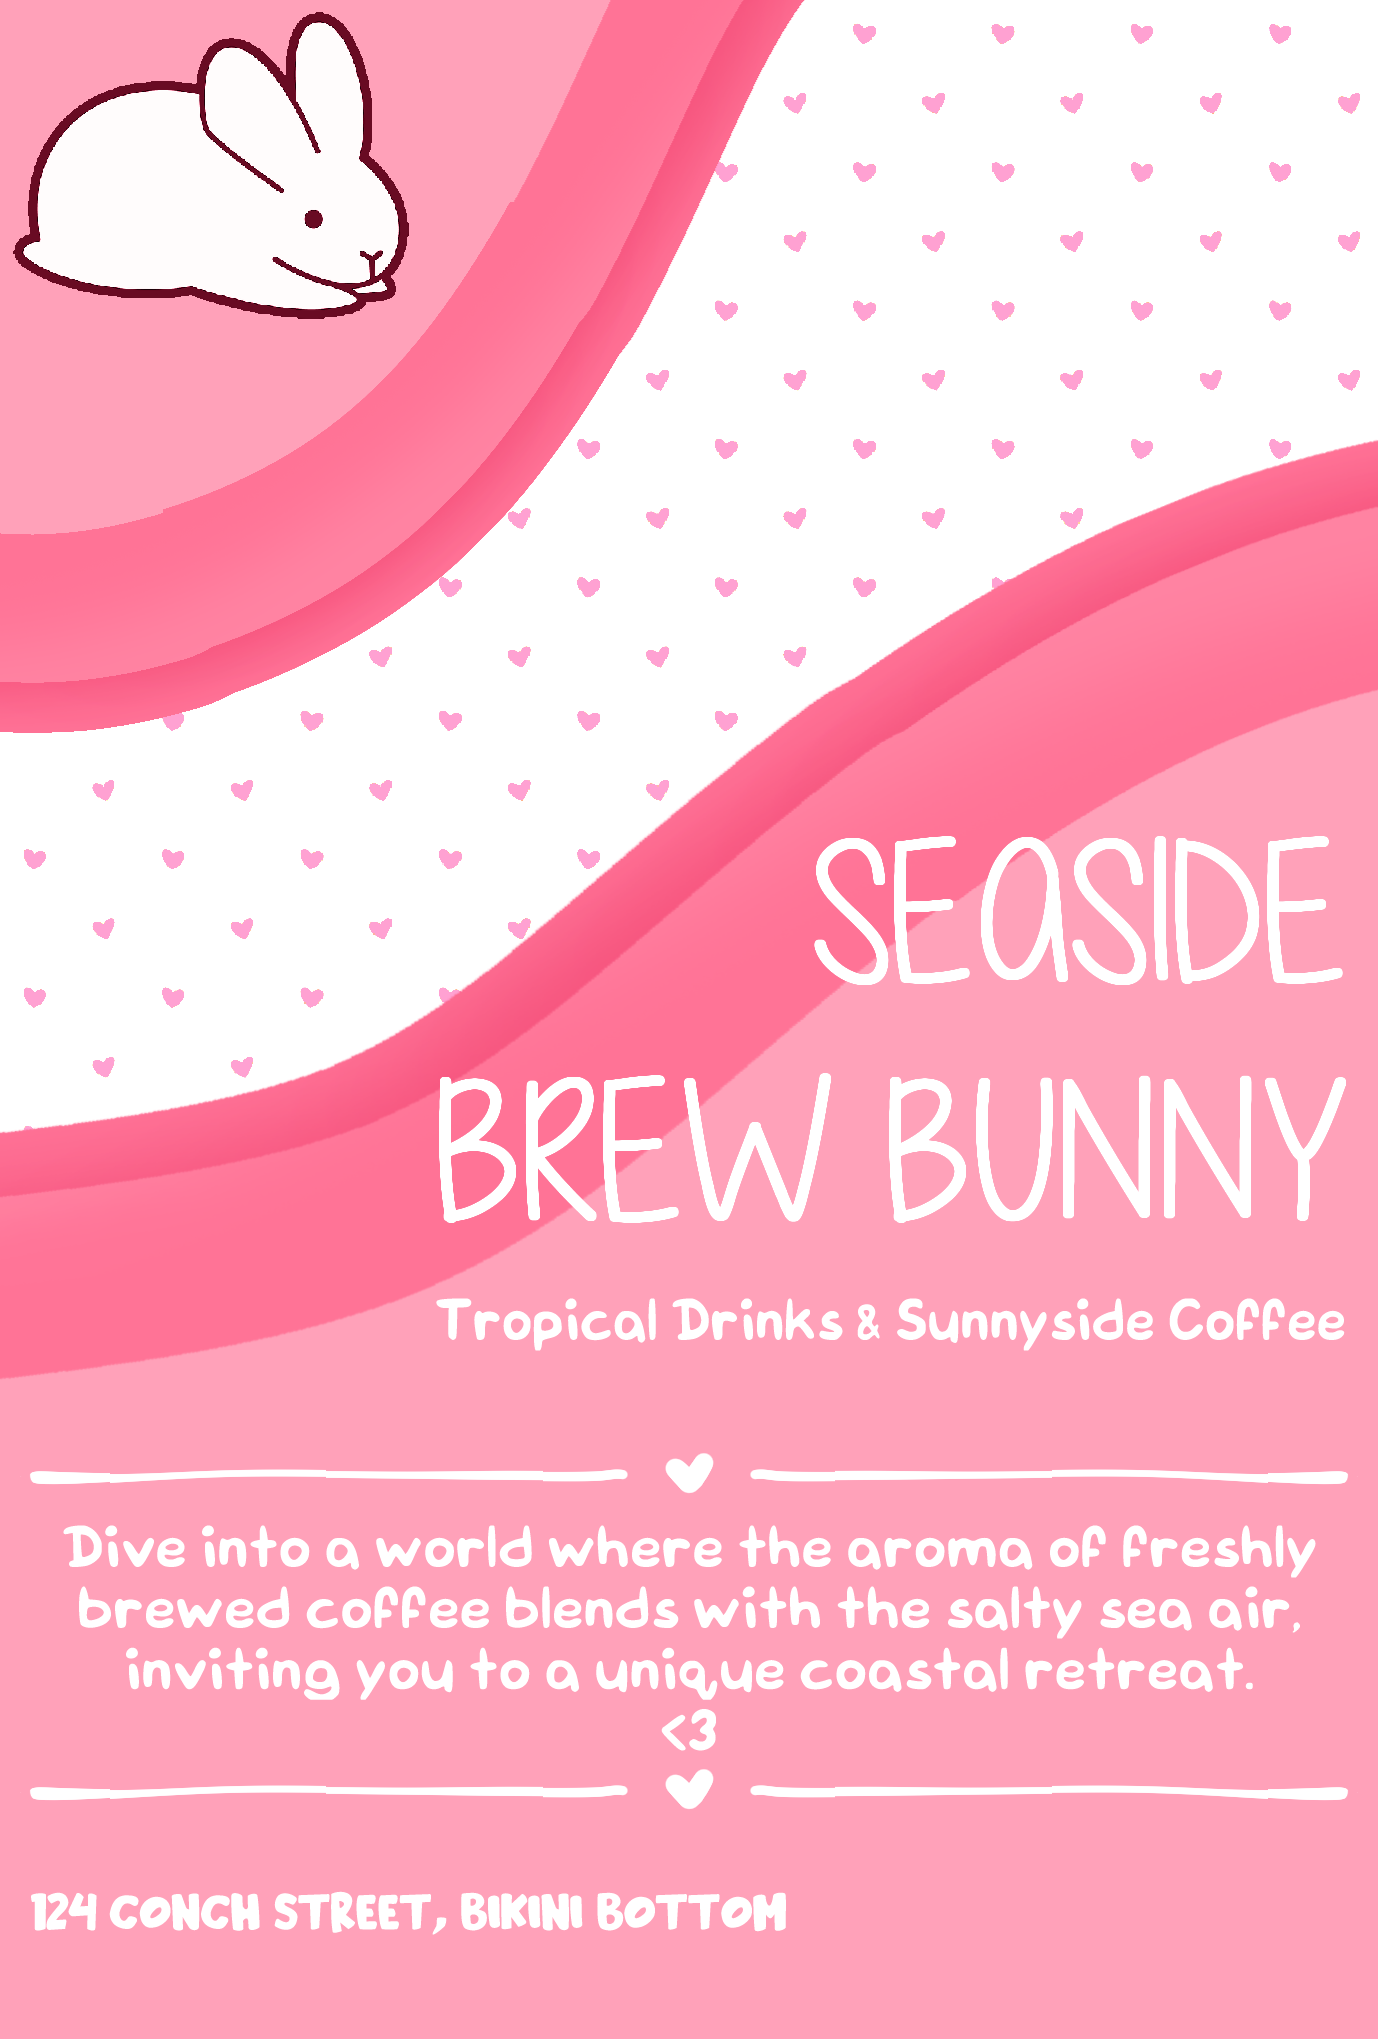 SEASIDE
BREW BUNNY
Tropical Drinks & Sunnyside Coffee
Dive into a world where the aroma of freshly
brewed coffee blends with the salty sea air,
inviting you to a unique coastal retreat.
<3
124 CONCH STREET, BIKINI BOTTOM